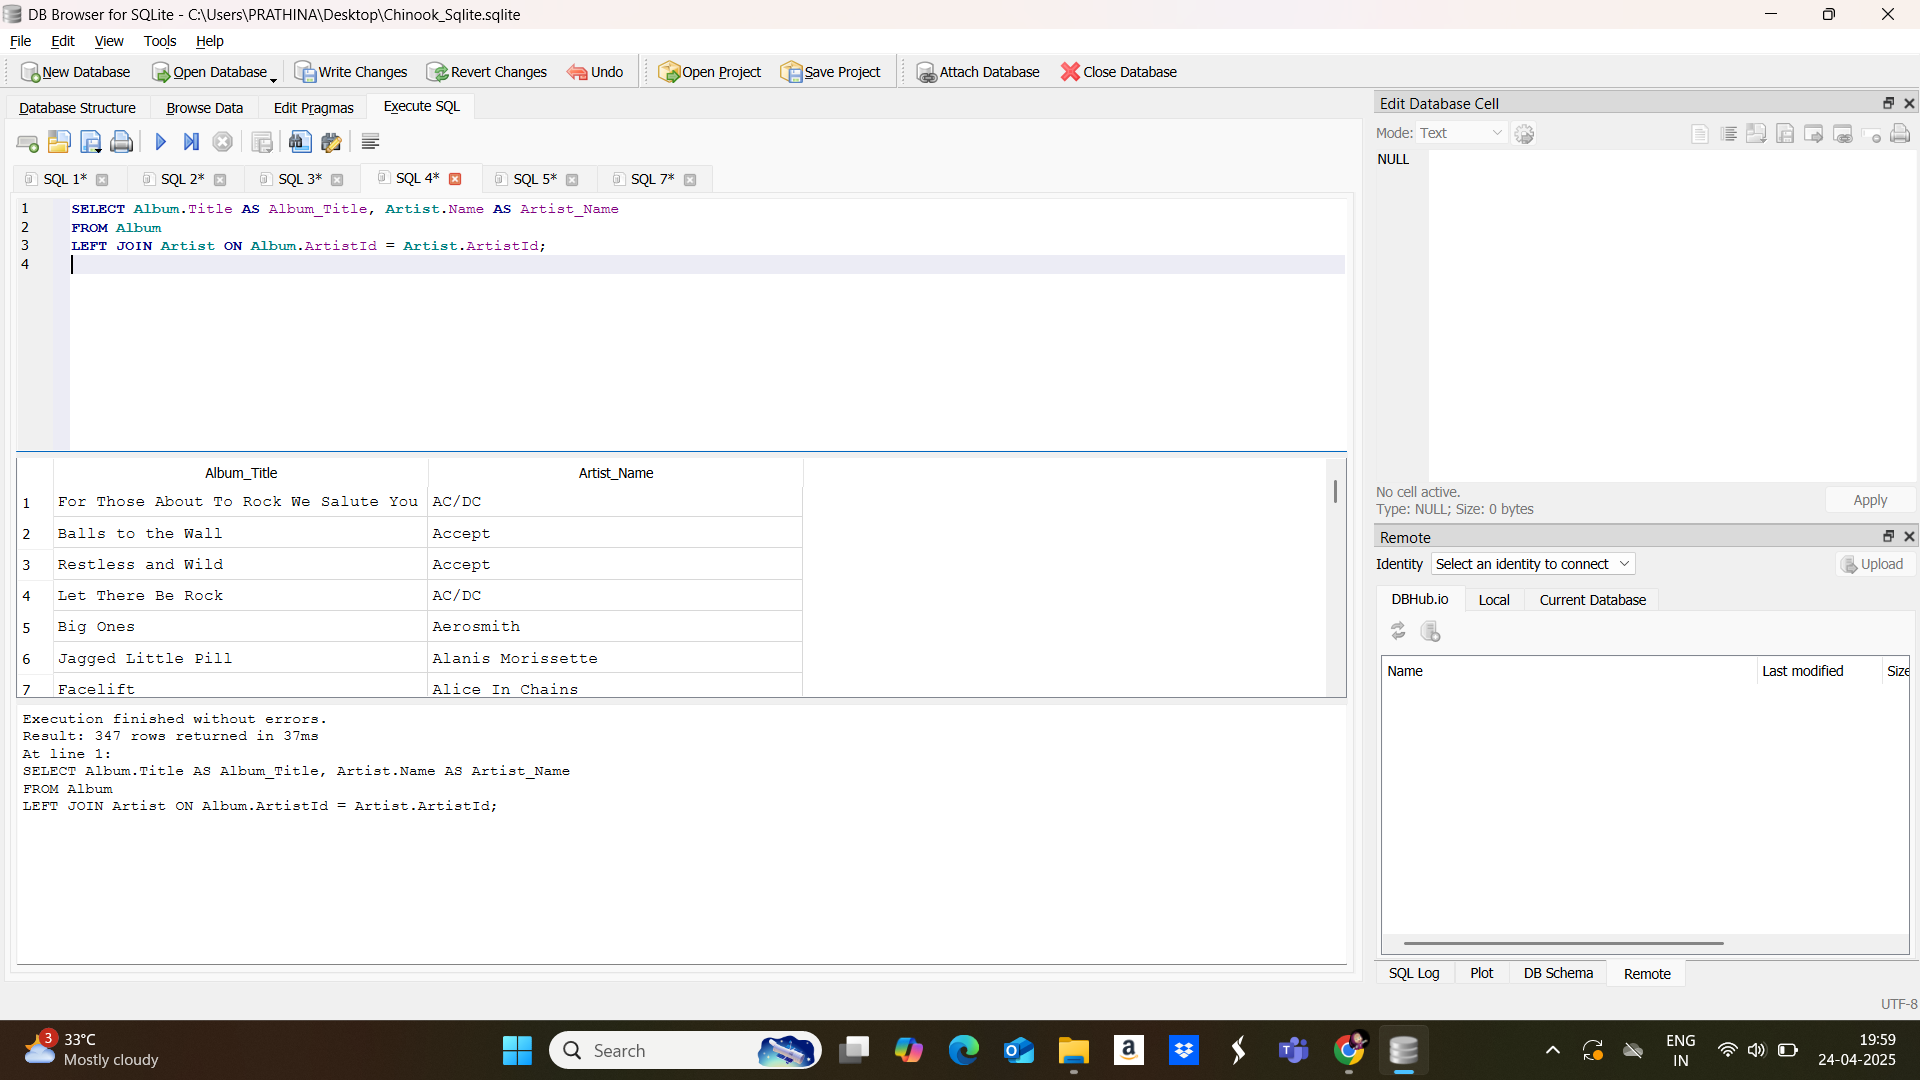 DB Browser for SQLite - C:\Users\PRATHINA\Desktop\Chinook_Sqlite.sqlite
File Edit View Tools Help
New Database Open Database Write Changes Revert Changes Undo Open Project Save Project Attach Database Close Database
Database Structure Browse Data Edit Pragmas Execute SQL
SQL 1* SQL 2* SQL 3* SQL 4* SQL 5* SQL 7*
1 SELECT Album.Title AS Album_Title, Artist.Name AS Artist_Name
2 FROM Album
3 LEFT JOIN Artist ON Album.ArtistId = Artist.ArtistId;
4
Album_Title Artist_Name
1 For Those About To Rock We Salute You AC/DC
2 Balls to the Wall Accept
3 Restless and Wild Accept
4 Let There Be Rock AC/DC
5 Big Ones Aerosmith
6 Jagged Little Pill Alanis Morissette
7 Facelift Alice In Chains
Execution finished without errors.
Result: 347 rows returned in 37ms
At line 1:
SELECT Album.Title AS Album_Title, Artist.Name AS Artist_Name
FROM Album
LEFT JOIN Artist ON Album.ArtistId = Artist.ArtistId;
Edit Database Cell
Mode: Text
NULL
No cell active.
Type: NULL; Size: 0 bytes
Apply
Remote
Identity Select an identity to connect Upload
DBHub.io Local Current Database
Name Last modified Size
SQL Log Plot DB Schema Remote
UTF-8
3
33°C
Mostly cloudy
Search
a
ENG
IN
19:59
24-04-2025